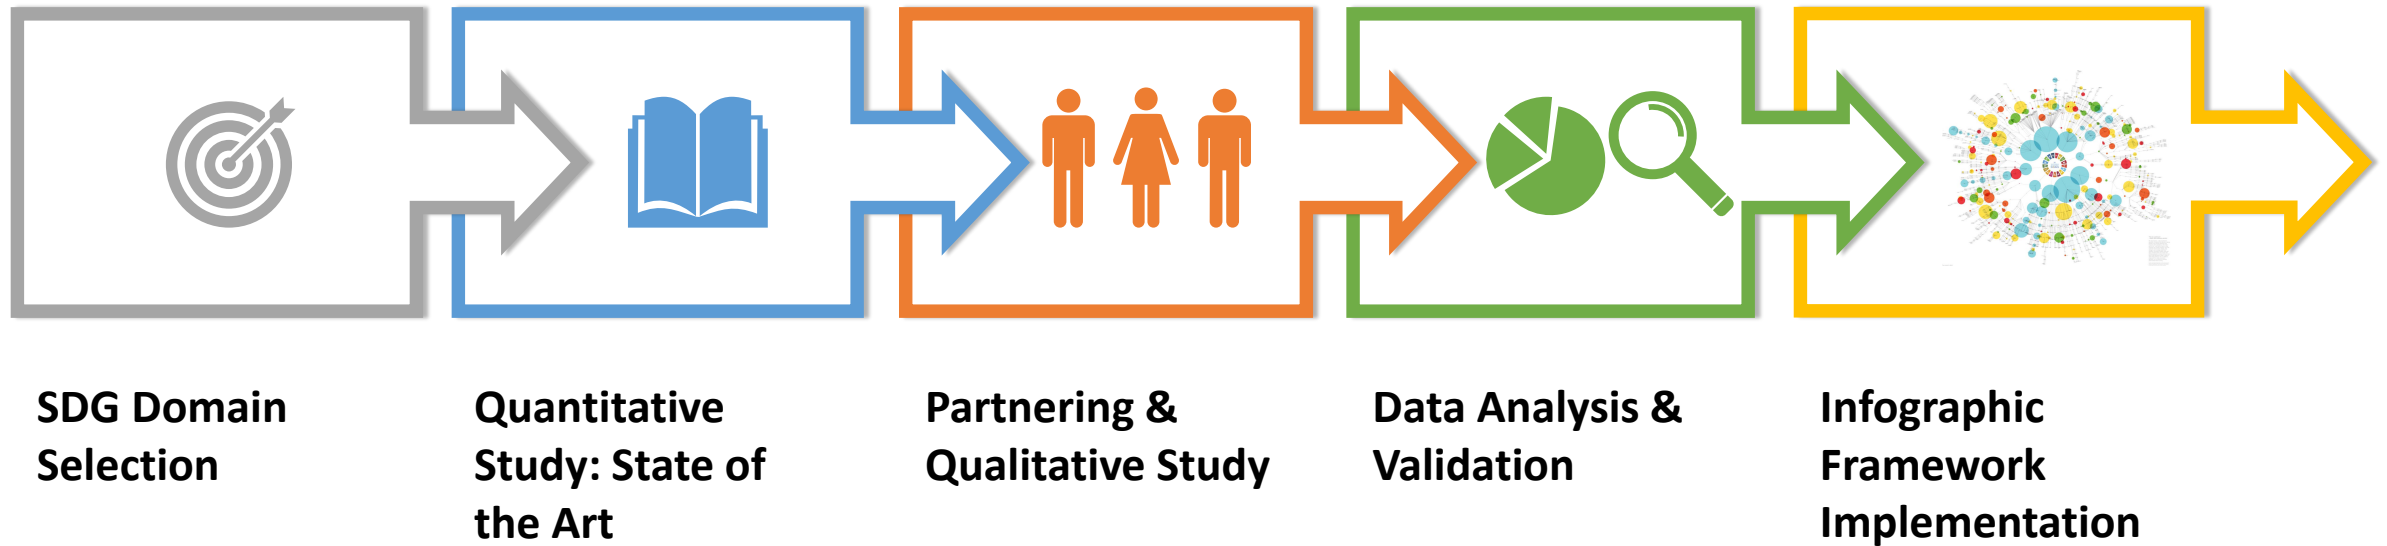 SDG Domain
Selection
Quantitative
Study: State of
the Art
Partnering &
Qualitative Study
Data Analysis &
Validation
Infographic
Framework
Implementation